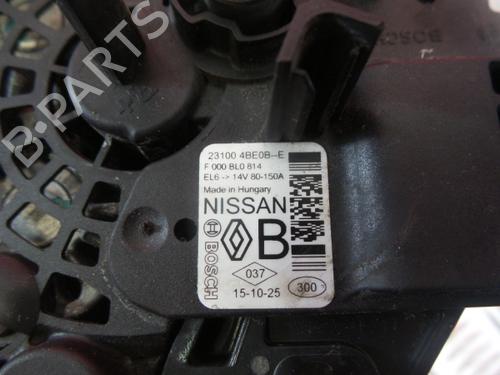 23100 4BE0B--E
F 000 BL0 814
EL6 -> 14V 80-150A
Made in Hungary
NISSAN
B
BOSCH
037
15-10-25
300
B-PARTS